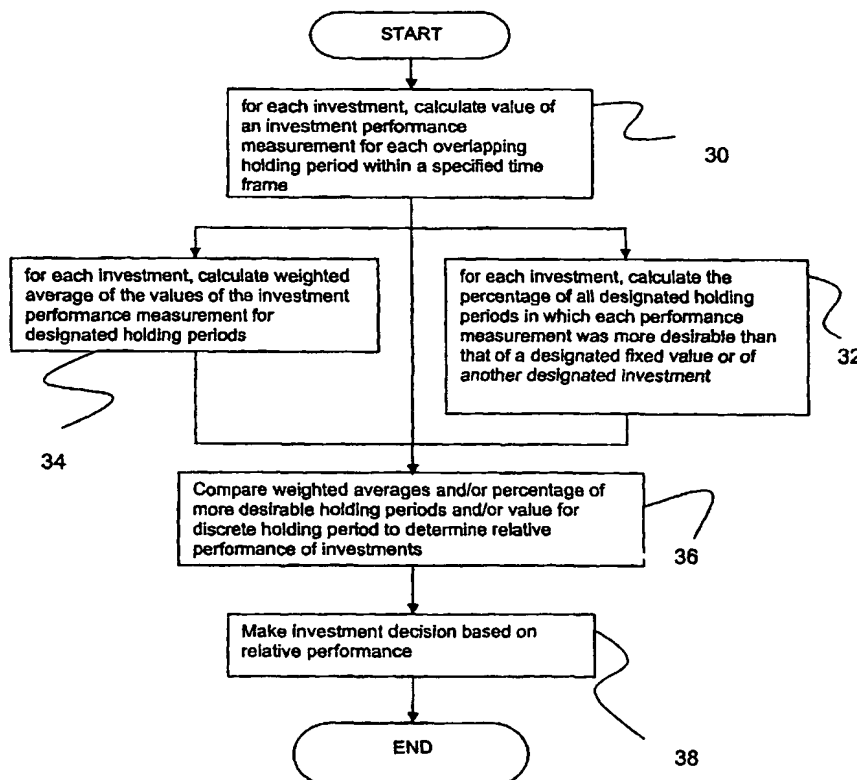 START
for each investment, calculate value of
an investment performance
measurement for each overlapping
holding period within a specified time
frame
30
for each investment, calculate weighted
average of the values of the investment
performance measurement for
designated holding periods
34
for each investment, calculate the
percentage of all designated holding
periods in which each performance
measurement was more desirable than
that of a designated fixed value or of
another designated investment
32
Compare weighted averages and/or percentage of
more desirable holding periods and/or value for
discrete holding period to determine relative
performance of investments
36
Make investment decision based on
relative performance
38
END